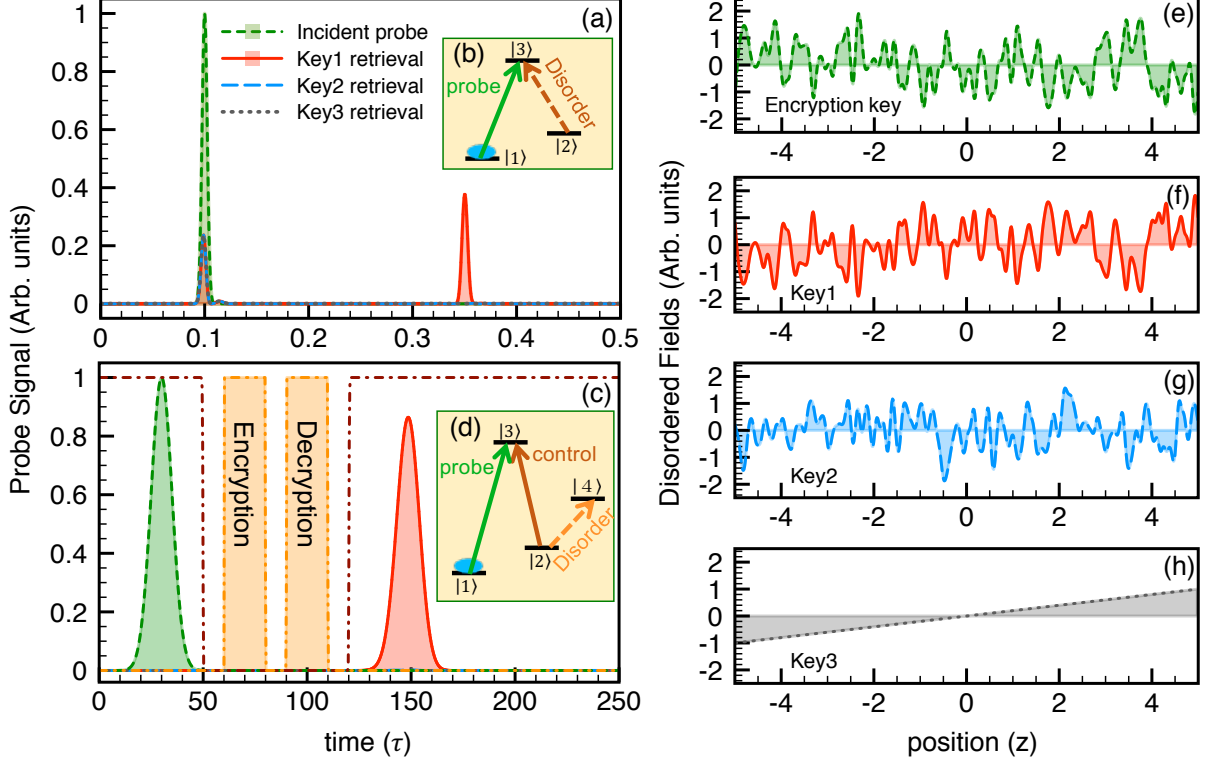 (a)
Incident probe
Key1 retrieval
Key2 retrieval
Key3 retrieval
(b)
|3⟩
probe
Disorder
|1⟩
|2⟩
1
0.8
0.6
0.4
0.2
0
0 0.1 0.2 0.3 0.4 0.5
Probe Signal (Arb. units)
(c)
Encryption
Decryption
(d)
|3⟩
probe
control
|4⟩
Disorder
|2⟩
|1⟩
1
0.8
0.6
0.4
0.2
0
0 50 100 150 200 250
time (τ)
Disordered Fields (Arb. units)
(e)
2
1
0
-1
-2
Encryption key
-4 -2 0 2 4
(f)
2
1
0
-1
-2
Key1
-4 -2 0 2 4
(g)
2
1
0
-1
-2
Key2
-4 -2 0 2 4
(h)
2
1
0
-1
-2
Key3
-4 -2 0 2 4
position (z)